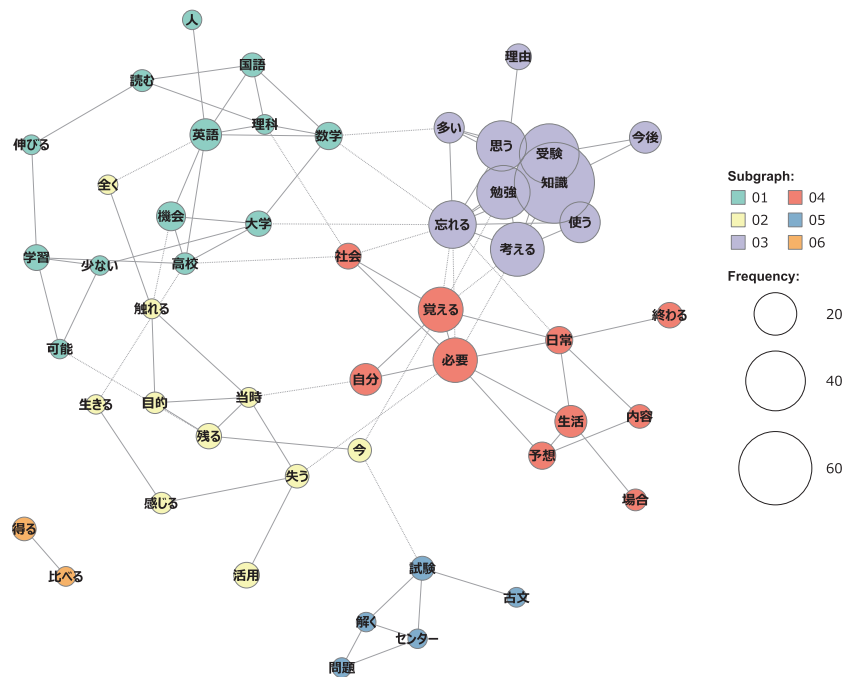 人
国語
読む
理由
英語
理科
数学
多い
思う
受験
今後
伸びる
全く
勉強
知識
機会
大学
忘れる
使う
考える
学習
少ない
高校
社会
触れる
覚える
終わる
可能
日常
必要
自分
生きる
目的
当時
残る
今
生活
内容
予想
失う
感じる
場合
得る
比べる
活用
試験
古文
解く
センター
問題
Subgraph:
01 04
02 05
03 06
Frequency:
20
40
60